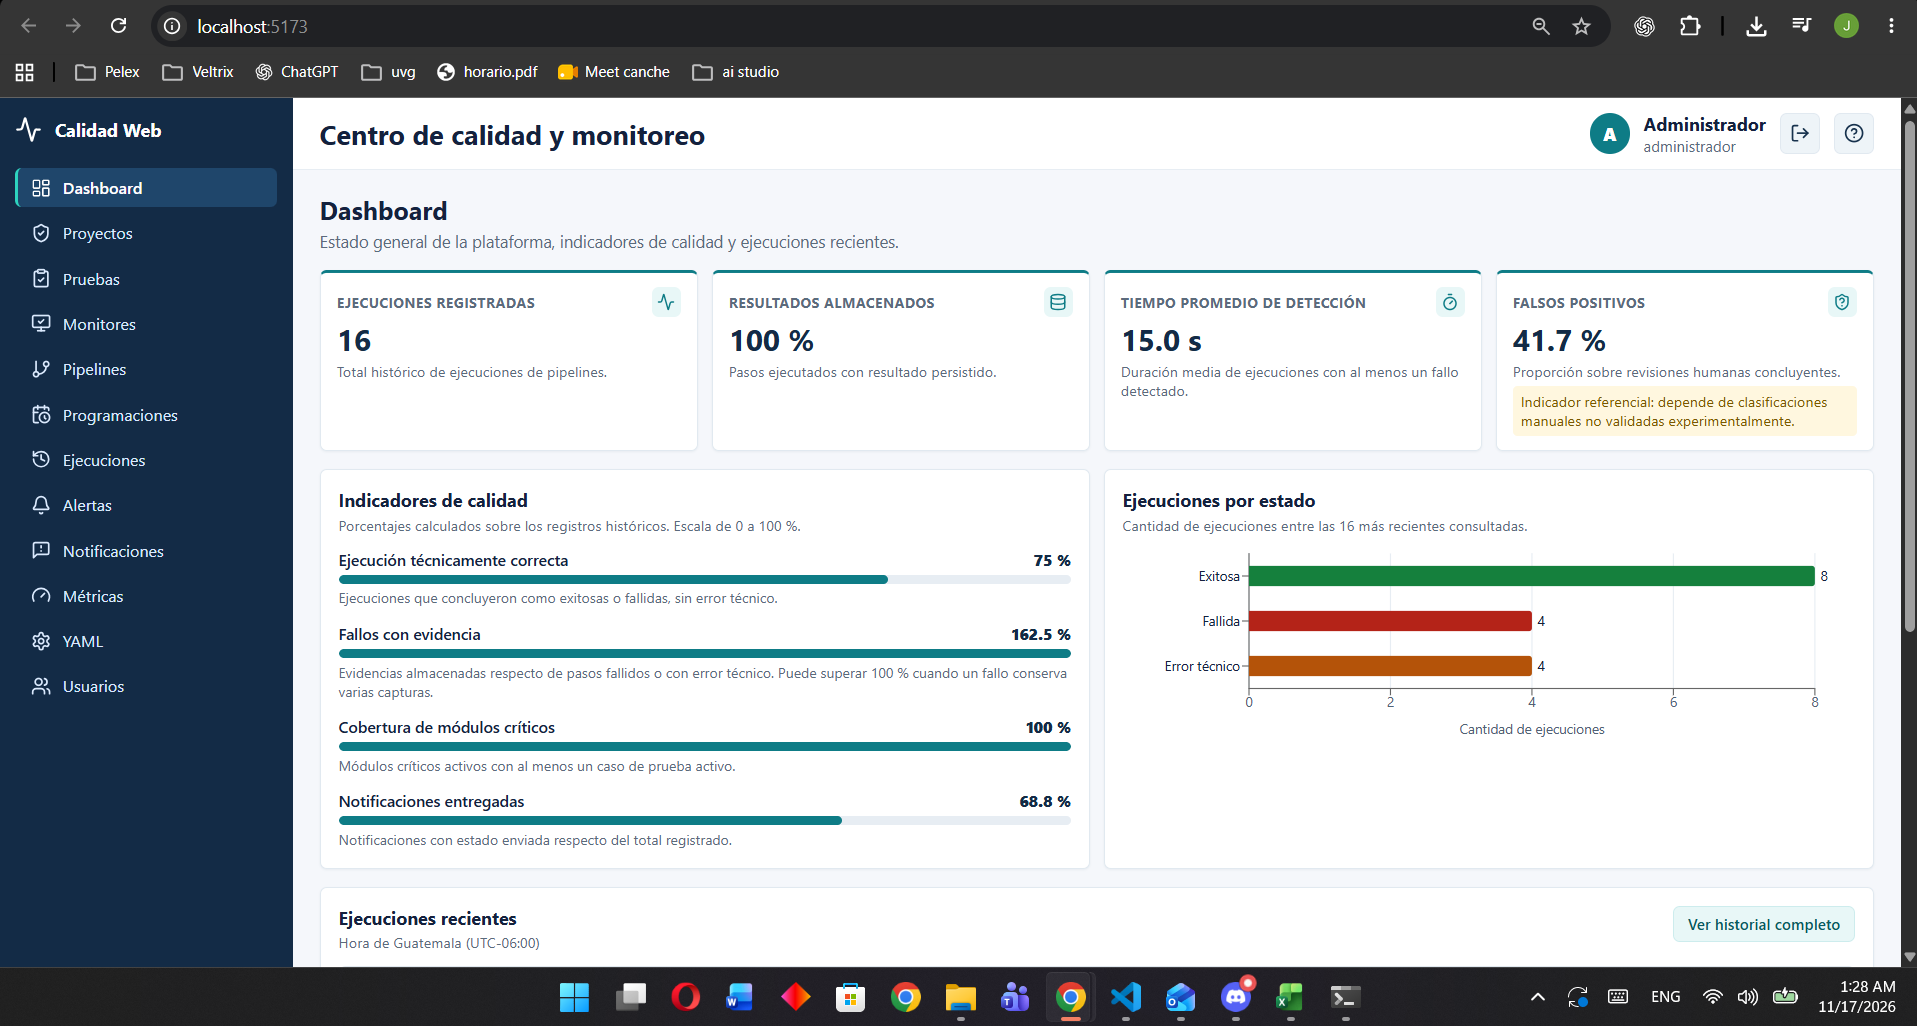 localhost:5173
J
Pelex
Veltrix
ChatGPT
uvg
horario.pdf
Meet canche
ai studio
Calidad Web
Dashboard
Proyectos
Pruebas
Monitores
Pipelines
Programaciones
Ejecuciones
Alertas
Notificaciones
Métricas
YAML
Usuarios
Centro de calidad y monitoreo
A
Administrador
administrador
Dashboard
Estado general de la plataforma, indicadores de calidad y ejecuciones recientes.
EJECUCIONES REGISTRADAS
16
Total histórico de ejecuciones de pipelines.
RESULTADOS ALMACENADOS
100 %
Pasos ejecutados con resultado persistido.
TIEMPO PROMEDIO DE DETECCIÓN
15.0 s
Duración media de ejecuciones con al menos un fallo
detectado.
FALSOS POSITIVOS
41.7 %
Proporción sobre revisiones humanas concluyentes.
Indicador referencial: depende de clasificaciones
manuales no validadas experimentalmente.
Indicadores de calidad
Porcentajes calculados sobre los registros históricos. Escala de 0 a 100 %.
Ejecución técnicamente correcta 75 %
Ejecuciones que concluyeron como exitosas o fallidas, sin error técnico.
Fallos con evidencia 162.5 %
Evidencias almacenadas respecto de pasos fallidos o con error técnico. Puede superar 100 % cuando un fallo conserva
varias capturas.
Cobertura de módulos críticos 100 %
Módulos críticos activos con al menos un caso de prueba activo.
Notificaciones entregadas 68.8 %
Notificaciones con estado enviada respecto del total registrado.
Ejecuciones por estado
Cantidad de ejecuciones entre las 16 más recientes consultadas.
Exitosa 8
Fallida 4
Error técnico 4
0 2 4 6 8
Cantidad de ejecuciones
Ejecuciones recientes
Hora de Guatemala (UTC-06:00)
Ver historial completo
ENG
1:28 AM
11/17/2026